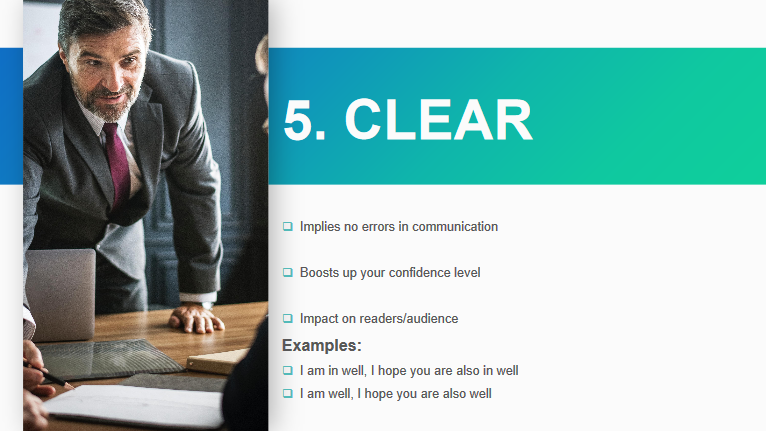 5. CLEAR
Implies no errors in communication
Boosts up your confidence level
Impact on readers/audience
Examples:
I am in well, I hope you are also in well
I am well, I hope you are also well